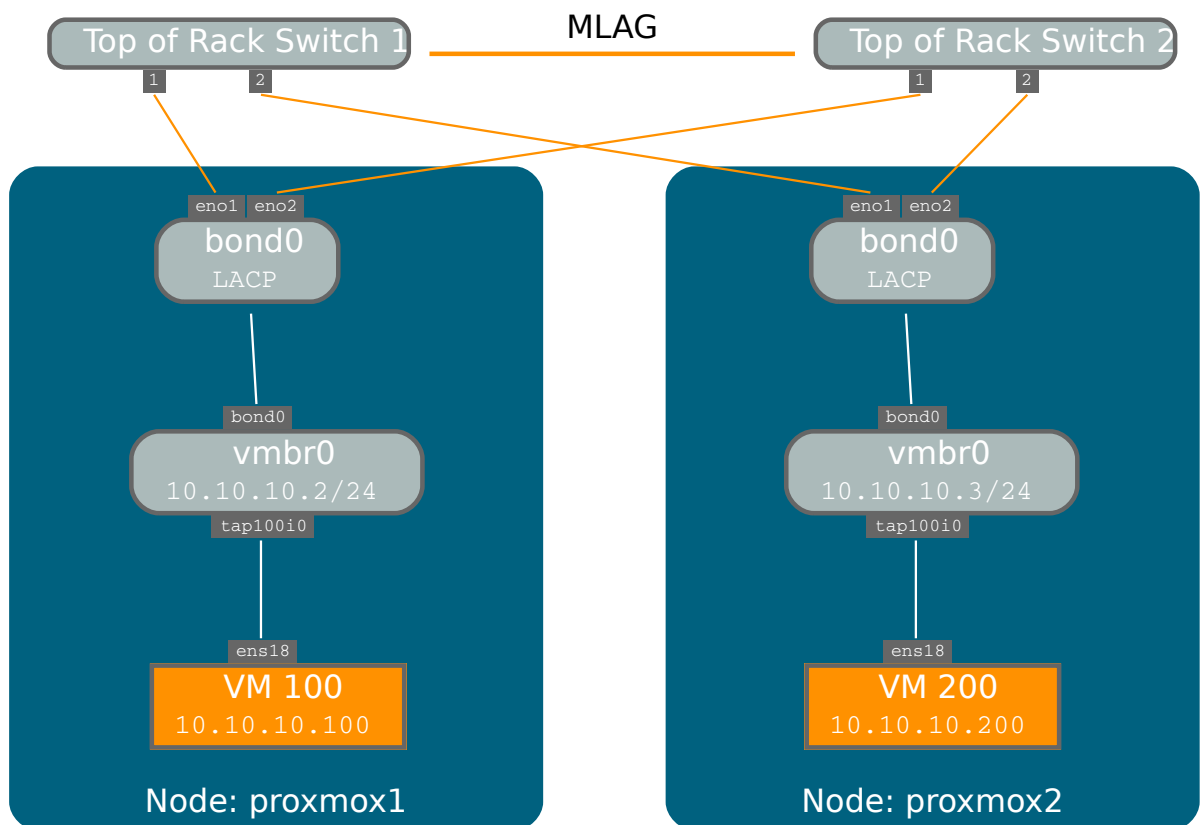 MLAG
Top of Rack Switch 1
Top of Rack Switch 2
1
2
1
2
eno1
eno2
bond0
LACP
bond0
vmbr0
10.10.10.2/24
tap100i0
ens18
VM 100
10.10.10.100
Node: proxmox1
eno1
eno2
bond0
LACP
bond0
vmbr0
10.10.10.3/24
tap100i0
ens18
VM 200
10.10.10.200
Node: proxmox2